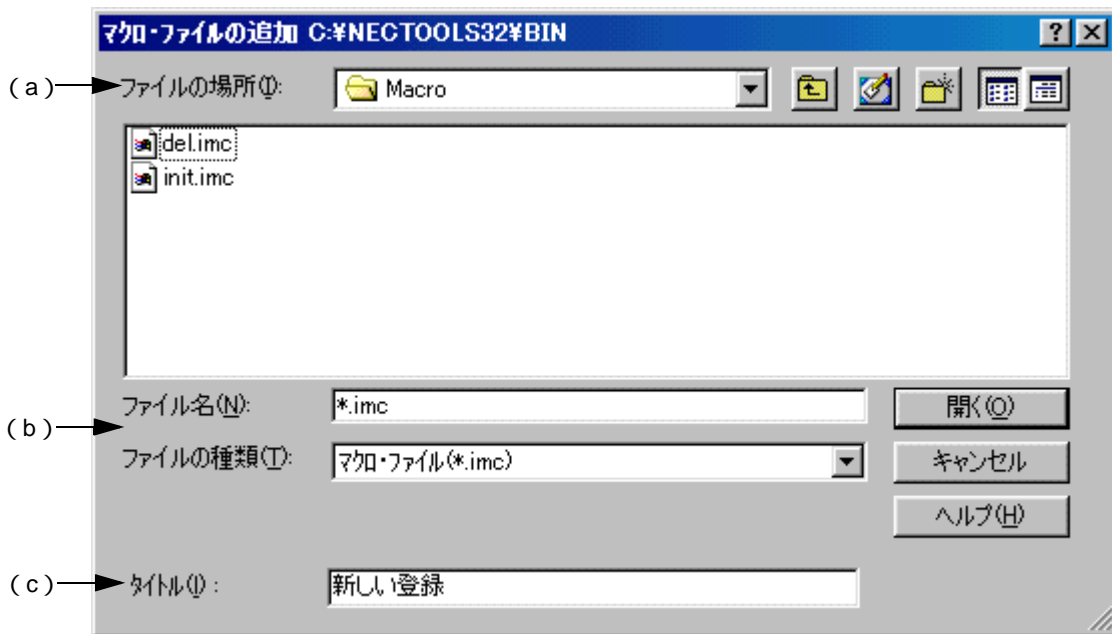 マクロ・ファイルの追加 C:¥NECTOOLS32¥BIN
(a) ファイルの場所(I): Macro
del.imc
init.imc
ファイル名(N): *.imc 開く(O)
(b)
ファイルの種類(T): マクロ・ファイル(*.imc) キャンセル
ヘルプ(H)
(c) タイトル(I) : 新しい登録